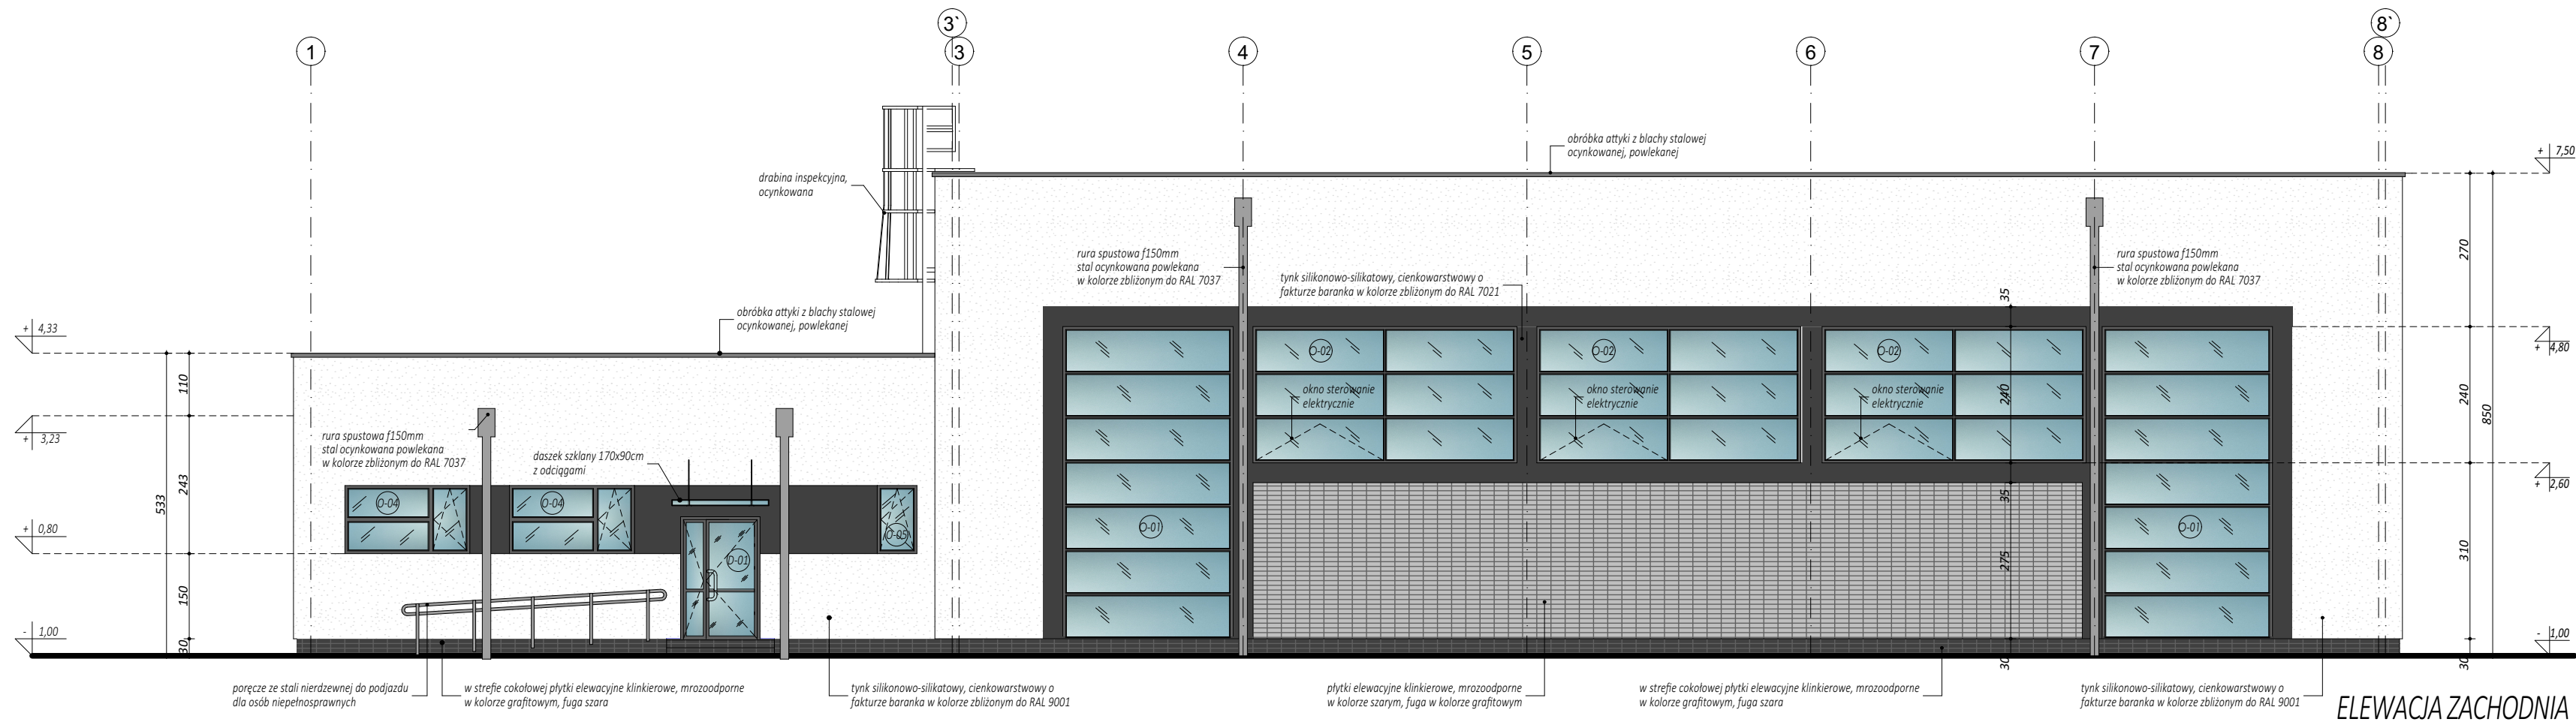 3`
8`
1
3
4
5
6
7
8
obróbka attyki z blachy stalowej
ocynkowanej, powlekanej
+ 7,50
drabina inspekcyjna,
ocynkowana
rura spustowa f150mm
stal ocynkowana powlekana
w kolorze zbliżonym do RAL 7037
tynk silikonowo-silikatowy, cienkowarstwowy o
fakturze baranka w kolorze zbliżonym do RAL 7021
rura spustowa f150mm
stal ocynkowana powlekana
w kolorze zbliżonym do RAL 7037
270
35
obróbka attyki z blachy stalowej
ocynkowanej, powlekanej
+ 4,33
+ 4,80
O-02
O-02
O-02
110
okno sterowanie
elektrycznie
okno sterowanie
elektrycznie
okno sterowanie
elektrycznie
240
240
850
+ 3,23
rura spustowa f150mm
stal ocynkowana powlekana
w kolorze zbliżonym do RAL 7037
daszek szklany 170x90cm
z odciągami
243
533
+ 2,60
35
O-04
O-04
O-05
O-01
O-01
+ 0,80
D-01
310
275
150
- 1,00
- 1,00
30
30
30
poręcze ze stali nierdzewnej do podjazdu
dla osób niepełnosprawnych
w strefie cokołowej płytki elewacyjne klinkierowe, mrozoodporne
w kolorze grafitowym, fuga szara
tynk silikonowo-silikatowy, cienkowarstwowy o
fakturze baranka w kolorze zbliżonym do RAL 9001
płytki elewacyjne klinkierowe, mrozoodporne
w kolorze szarym, fuga w kolorze grafitowym
w strefie cokołowej płytki elewacyjne klinkierowe, mrozoodporne
w kolorze grafitowym, fuga szara
tynk silikonowo-silikatowy, cienkowarstwowy o
fakturze baranka w kolorze zbliżonym do RAL 9001
ELEWACJA ZACHODNIA